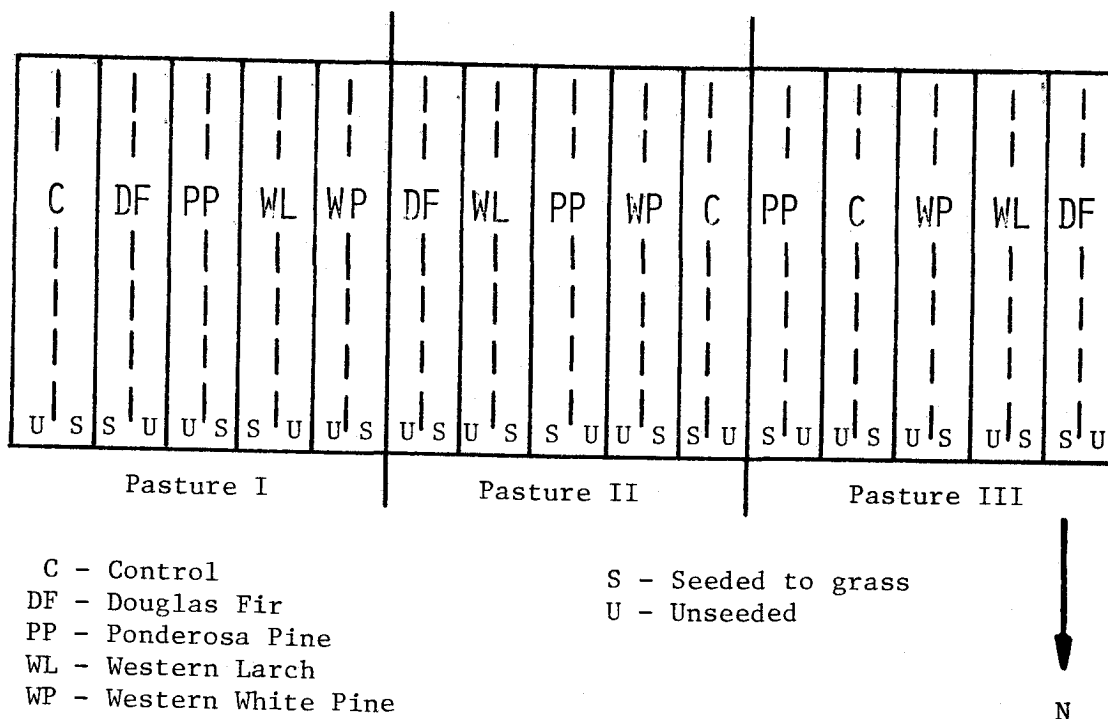 C DF PP WL WP DF WL PP WP C PP C WP WL DF
U S S U U S S U U S U S U S S U U S S U S U U S U S U S S U
Pasture I Pasture II Pasture III
C - Control
DF - Douglas Fir
PP - Ponderosa Pine
WL - Western Larch
WP - Western White Pine
S - Seeded to grass
U - Unseeded
N